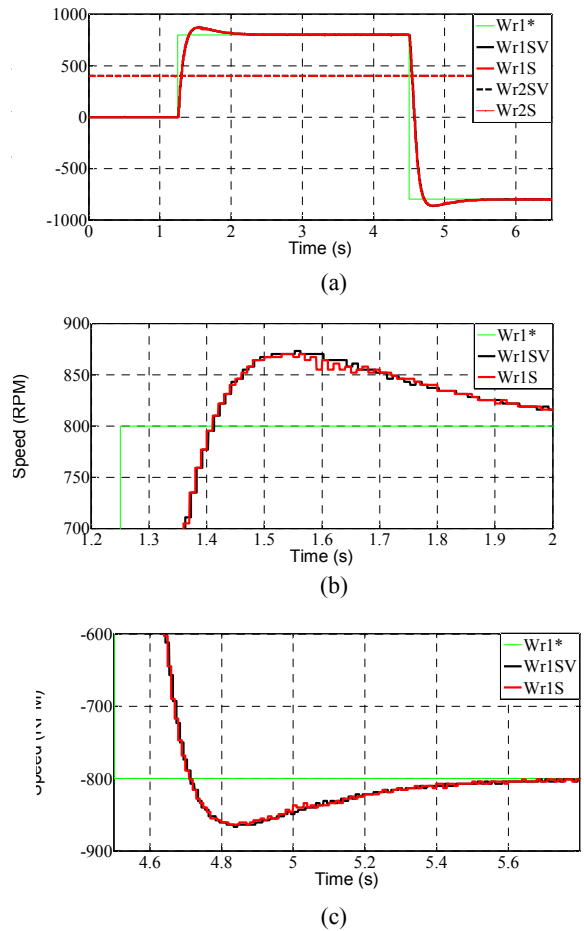 1000
500
0
-500
-1000
0 1 2 3 4 5 6
Time (s)
Wr1*
Wr1SV
Wr1S
Wr2SV
Wr2S
(a)
900
850
800
750
700
Speed (RPM)
1.2 1.3 1.4 1.5 1.6 1.7 1.8 1.9 2
Time (s)
Wr1*
Wr1SV
Wr1S
(b)
-600
-700
-800
-900
4.6 4.8 5 5.2 5.4 5.6
Time (s)
Wr1*
Wr1SV
Wr1S
(c)